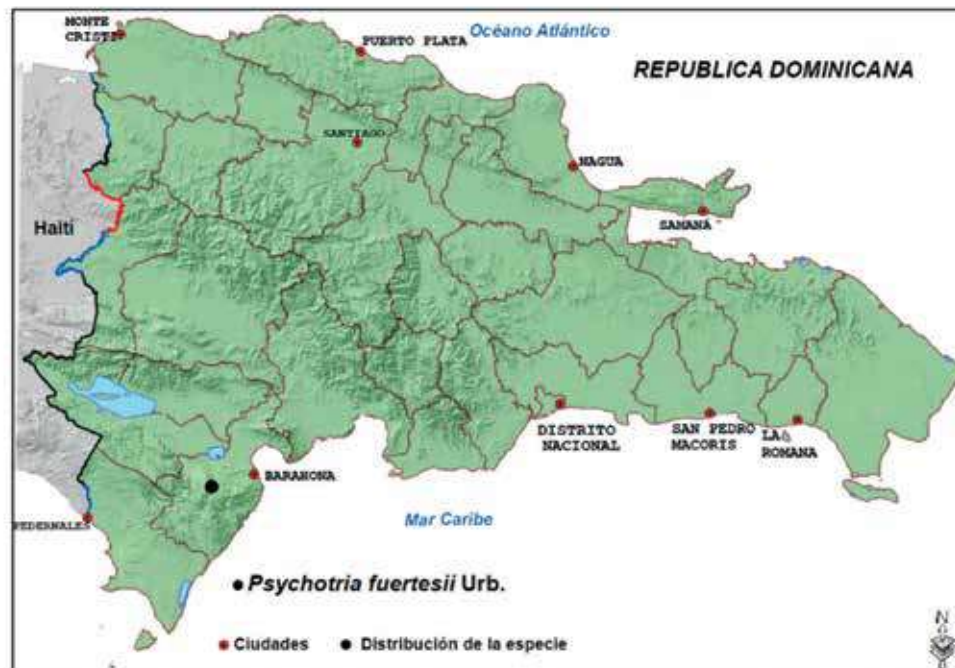 MONTE
CRISTI
Océano Atlántico
PUERTO PLATA
REPUBLICA DOMINICANA
SANTIAGO
NAGUA
Haití
SAMANÁ
DISTRITO
NACIONAL
SAN PEDRO
MACORIS
LA
ROMANA
BARAHONA
PEDERNALES
Mar Caribe
Psychotria fuertesii Urb.
Ciudades
Distribución de la especie
N